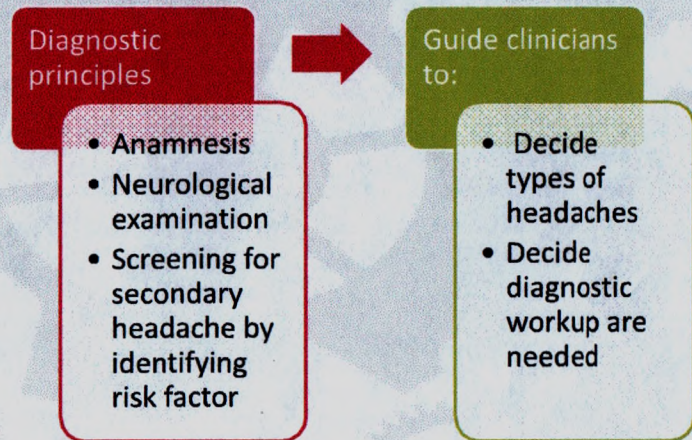 Diagnostic
principles
• Anamnesis
• Neurological
examination
• Screening for
secondary
headache by
identifying
risk factor
Guide clinicians
to:
• Decide
types of
headaches
• Decide
diagnostic
workup are
needed